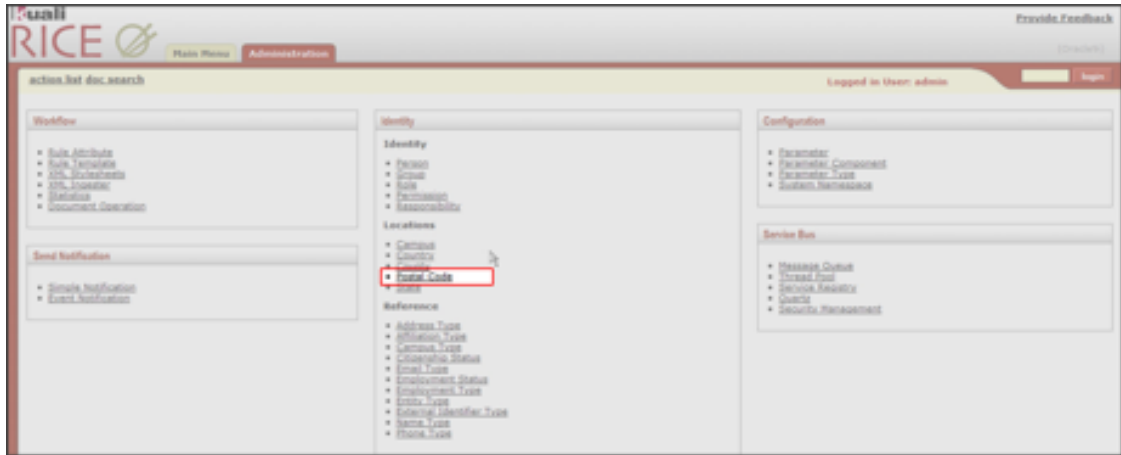 Kuali
RICE
Provide Feedback
Main Menu
Administration
action list doc search
Logged in User: admin
login
Workflow
Rule Attribute
Rule Template
XML Stylesheets
XML Ingester
Statistics
Document Operation
Send Notification
Simple Notification
Event Notification
Identity
Identity
Person
Group
Role
Permission
Responsibility
Locations
Campus
Country
County
Postal Code
State
Reference
Address Type
Affiliation Type
Campus Type
Citizenship Status
Email Type
Employment Status
Employment Type
Entity Type
External Identifier Type
Name Type
Phone Type
Configuration
Parameter
Parameter Component
Parameter Type
System Namespace
Service Bus
Message Queue
Thread Pool
Service Registry
Quartz
Security Management